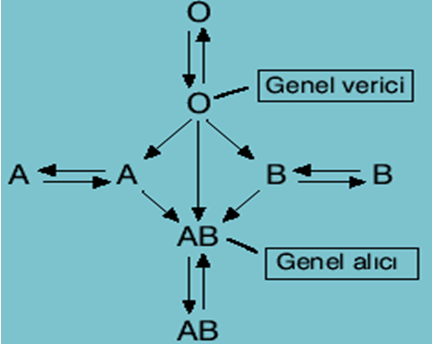 O
Genel verici
O
A A B B
AB
Genel alıcı
AB